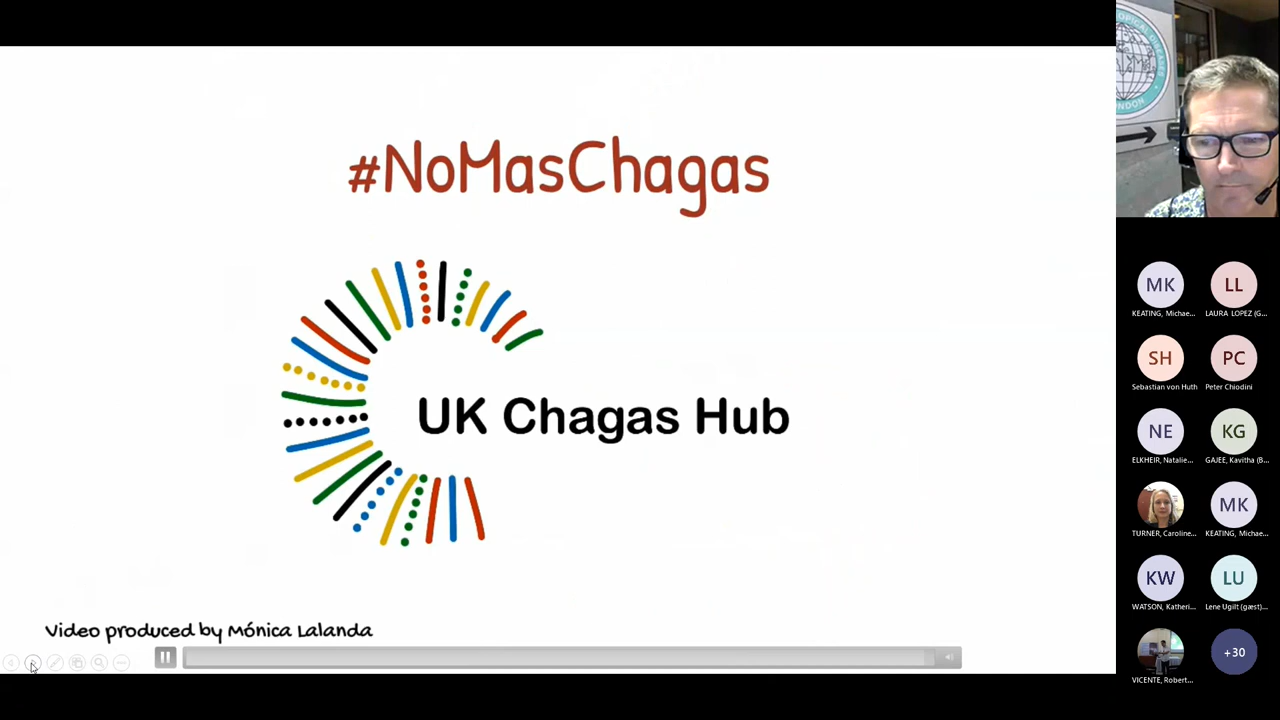 #NoMasChagas
UK Chagas Hub
Video produced by Mónica Lalanda
MK
KEATING, Michae...
LL
LAURA LOPEZ (G...
SH
Sebastian von Huth
PC
Peter Chiodini
NE
ELKHEIR, Natalie...
KG
GAJEE, Kavitha (B...
TURNER, Caroline...
MK
KEATING, Michae...
KW
WATSON, Katheri...
LU
Lene Ugilt (gæst)...
VICENTE, Robert...
+30